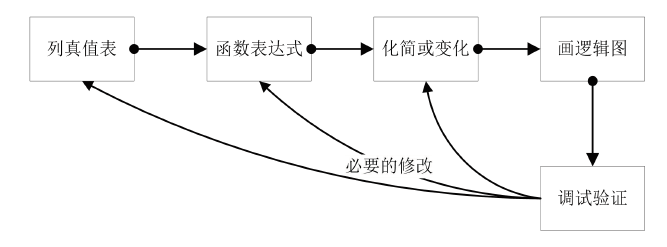 列真值表
函数表达式
化简或变化
画逻辑图
必要的修改
调试验证